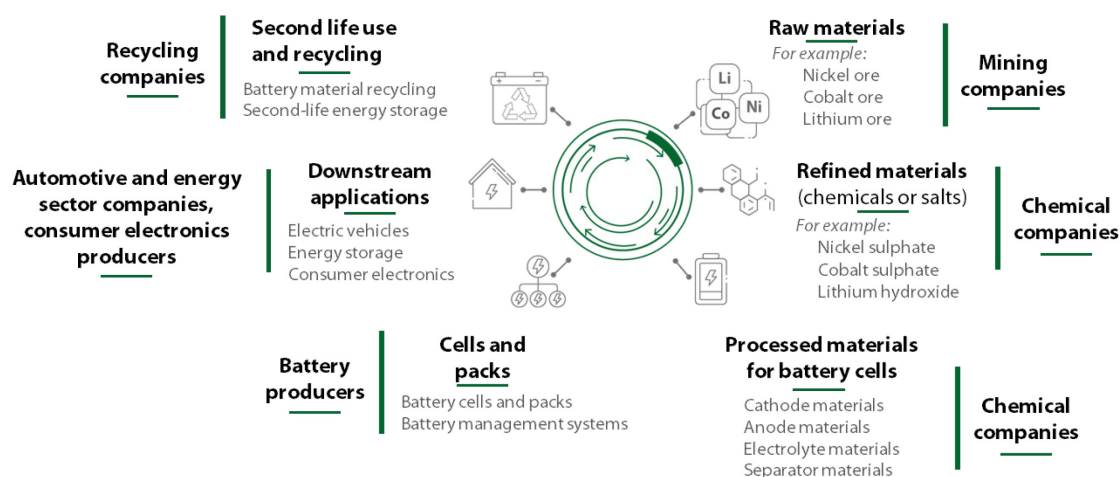 Recycling
companies
Second life use
and recycling
Battery material recycling
Second-life energy storage
Li
Co
Ni
Raw materials
For example:
Nickel ore
Cobalt ore
Lithium ore
Mining
companies
Automotive and energy
sector companies,
consumer electronics
producers
Downstream
applications
Electric vehicles
Energy storage
Consumer electronics
Refined materials
(chemicals or salts)
For example:
Nickel sulphate
Cobalt sulphate
Lithium hydroxide
Chemical
companies
Battery
producers
Cells and
packs
Battery cells and packs
Battery management systems
Processed materials
for battery cells
Cathode materials
Anode materials
Electrolyte materials
Separator materials
Chemical
companies